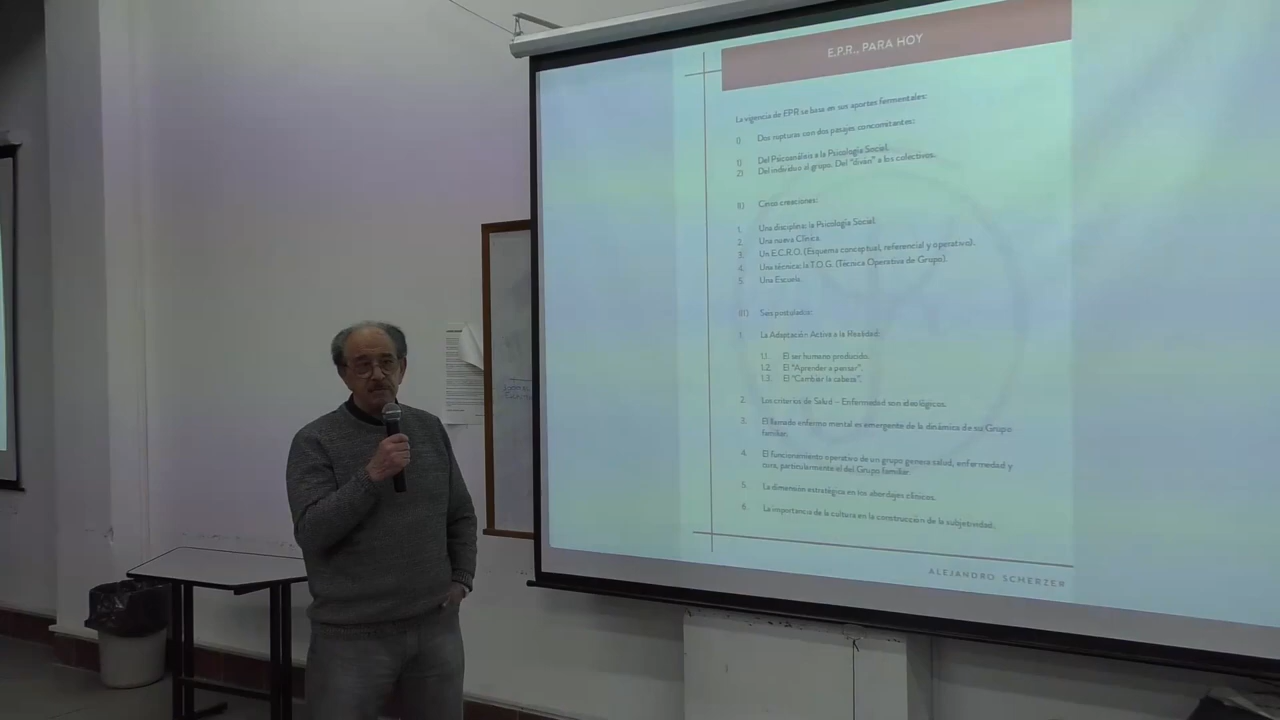 E.P.R., PARA HOY
La vigencia de EPR se basa en sus aportes fermentales:
I) Dos rupturas con dos pasajes concomitantes:
1) Del Psicoanálisis a la Psicología Social.
2) Del individuo al grupo. Del "diván" a los colectivos.
II) Cinco creaciones:
1. Una disciplina: la Psicología Social.
2. Una nueva Clínica.
3. Un E.C.R.O. (Esquema conceptual, referencial y operativo).
4. Una técnica: la T.O.G. (Técnica Operativa de Grupo).
5. Una Escuela.
III) Seis postulados:
1. La Adaptación Activa a la Realidad:
1.1. El ser humano producido.
1.2. El "Aprender a pensar".
1.3. El "Cambiar la cabeza".
2. Los criterios de Salud – Enfermedad son ideológicos.
3. El llamado enfermo mental es emergente de la dinámica de su Grupo
familiar.
4. El funcionamiento operativo de un grupo genera salud, enfermedad y
cura, particularmente el del Grupo familiar.
5. La dimensión estratégica en los abordajes clínicos.
6. La importancia de la cultura en la construcción de la subjetividad.
ALEJANDRO SCHERZER